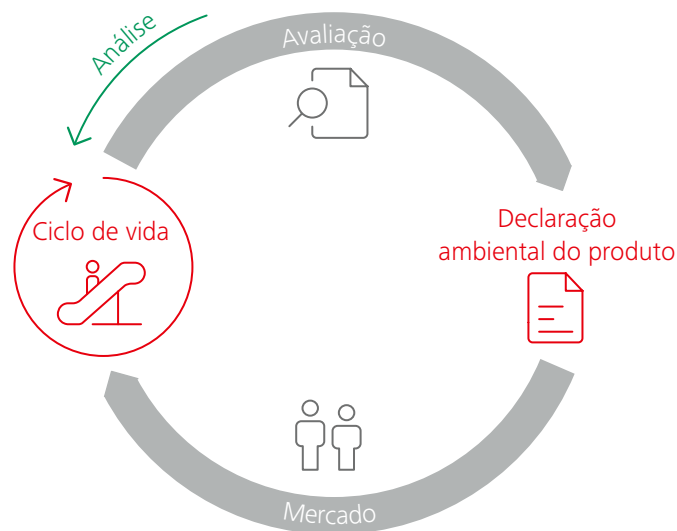 Análise
Avaliação
Ciclo de vida
Declaração
ambiental do produto
Mercado